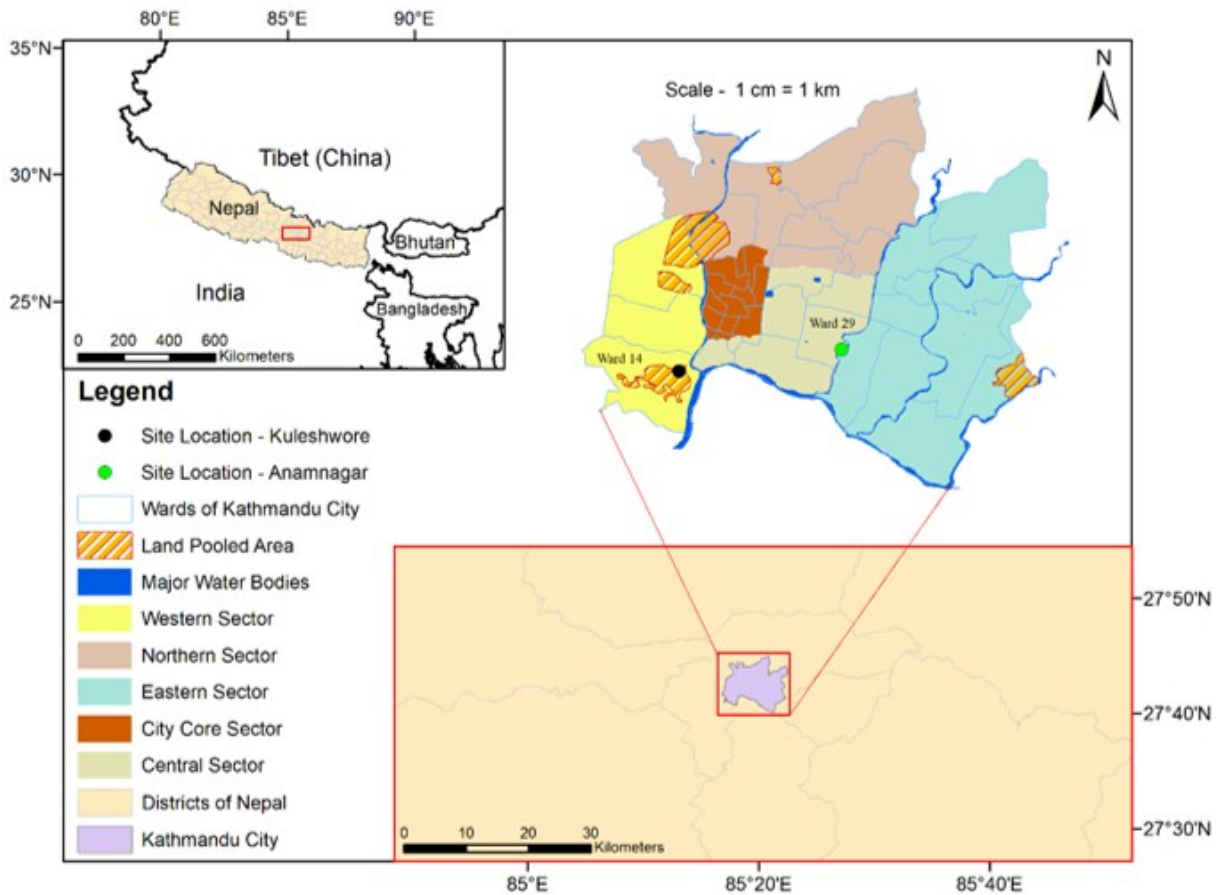 80°E 85°E 90°E
35°N
30°N
25°N
Tibet (China)
Nepal
Bhutan
India
Bangladesh
0 200 400 600
Kilometers
Scale - 1 cm = 1 km
N
Ward 29
Ward 14
Legend
Site Location - Kuleshwore
Site Location - Anamnagar
Wards of Kathmandu City
Land Pooled Area
Major Water Bodies
Western Sector
Northern Sector
Eastern Sector
City Core Sector
Central Sector
Districts of Nepal
Kathmandu City
27°50'N
27°40'N
27°30'N
0 10 20 30
Kilometers
85°E 85°20'E 85°40'E